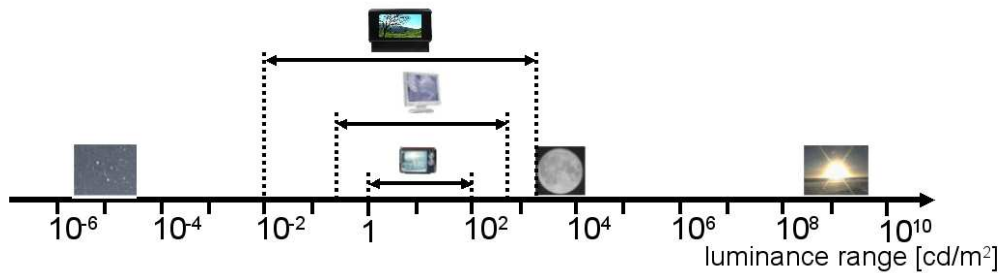 10⁻⁶ 10⁻⁴ 10⁻² 1 10² 10⁴ 10⁶ 10⁸ 10¹⁰
luminance range [cd/m²]